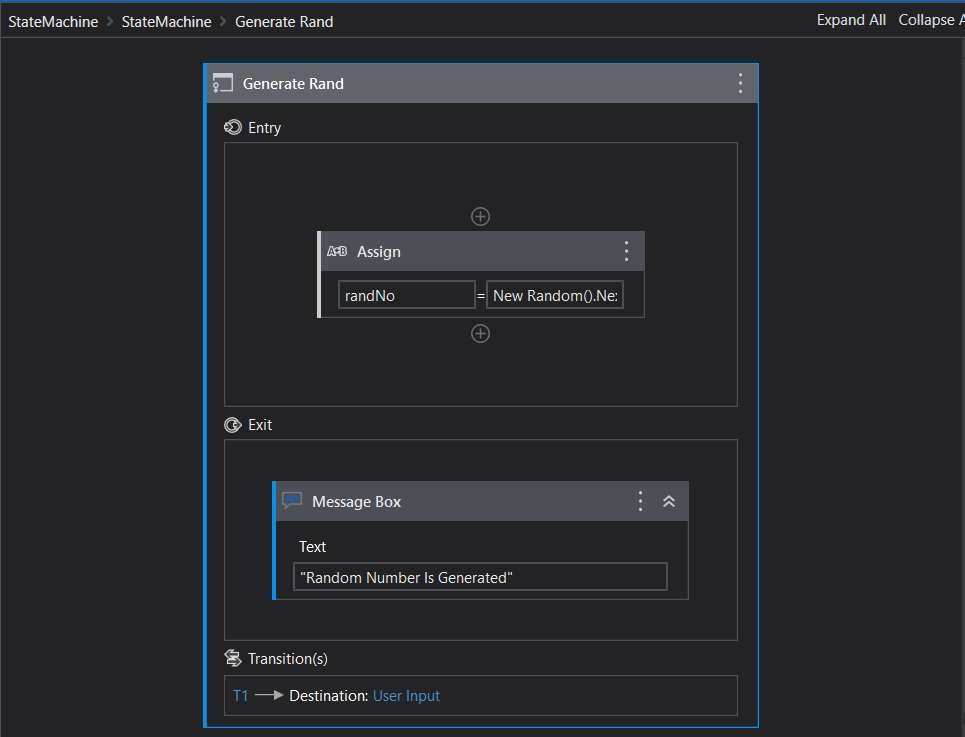 StateMachine > StateMachine > Generate Rand Expand All Collapse A
Generate Rand
Entry
A+B Assign
randNo = New Random().Ne:
Exit
Message Box
Text
"Random Number Is Generated"
Transition(s)
T1 Destination: User Input